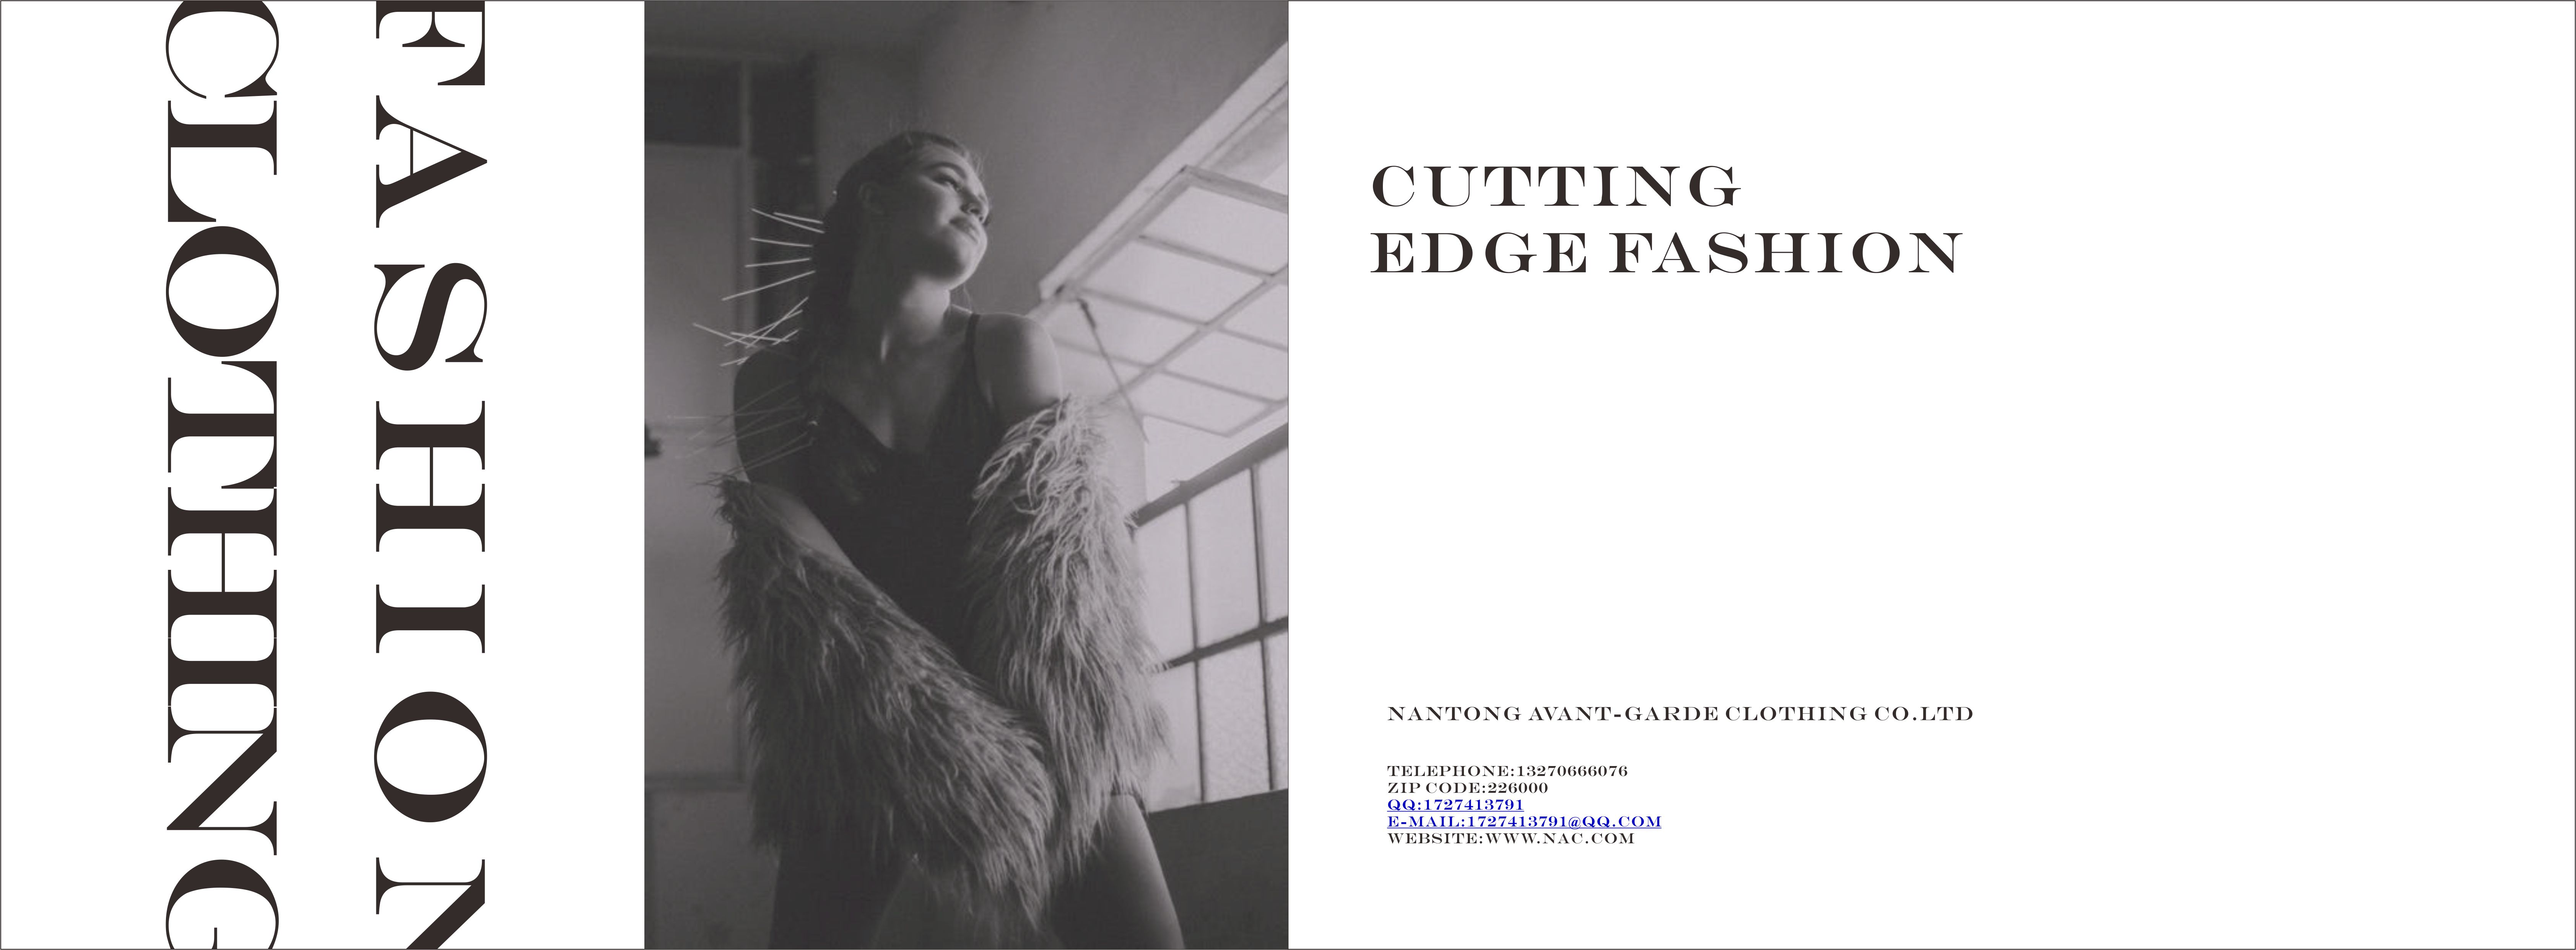 FASHION
CLOTHING
CUTTING
EDGE FASHION
NANTONG AVANT-GARDE CLOTHING CO.LTD
TELEPHONE:13270666076
ZIP CODE:226000
QQ:1727413791
E-MAIL:1727413791@QQ.COM
WEBSITE:WWW.NAC.COM